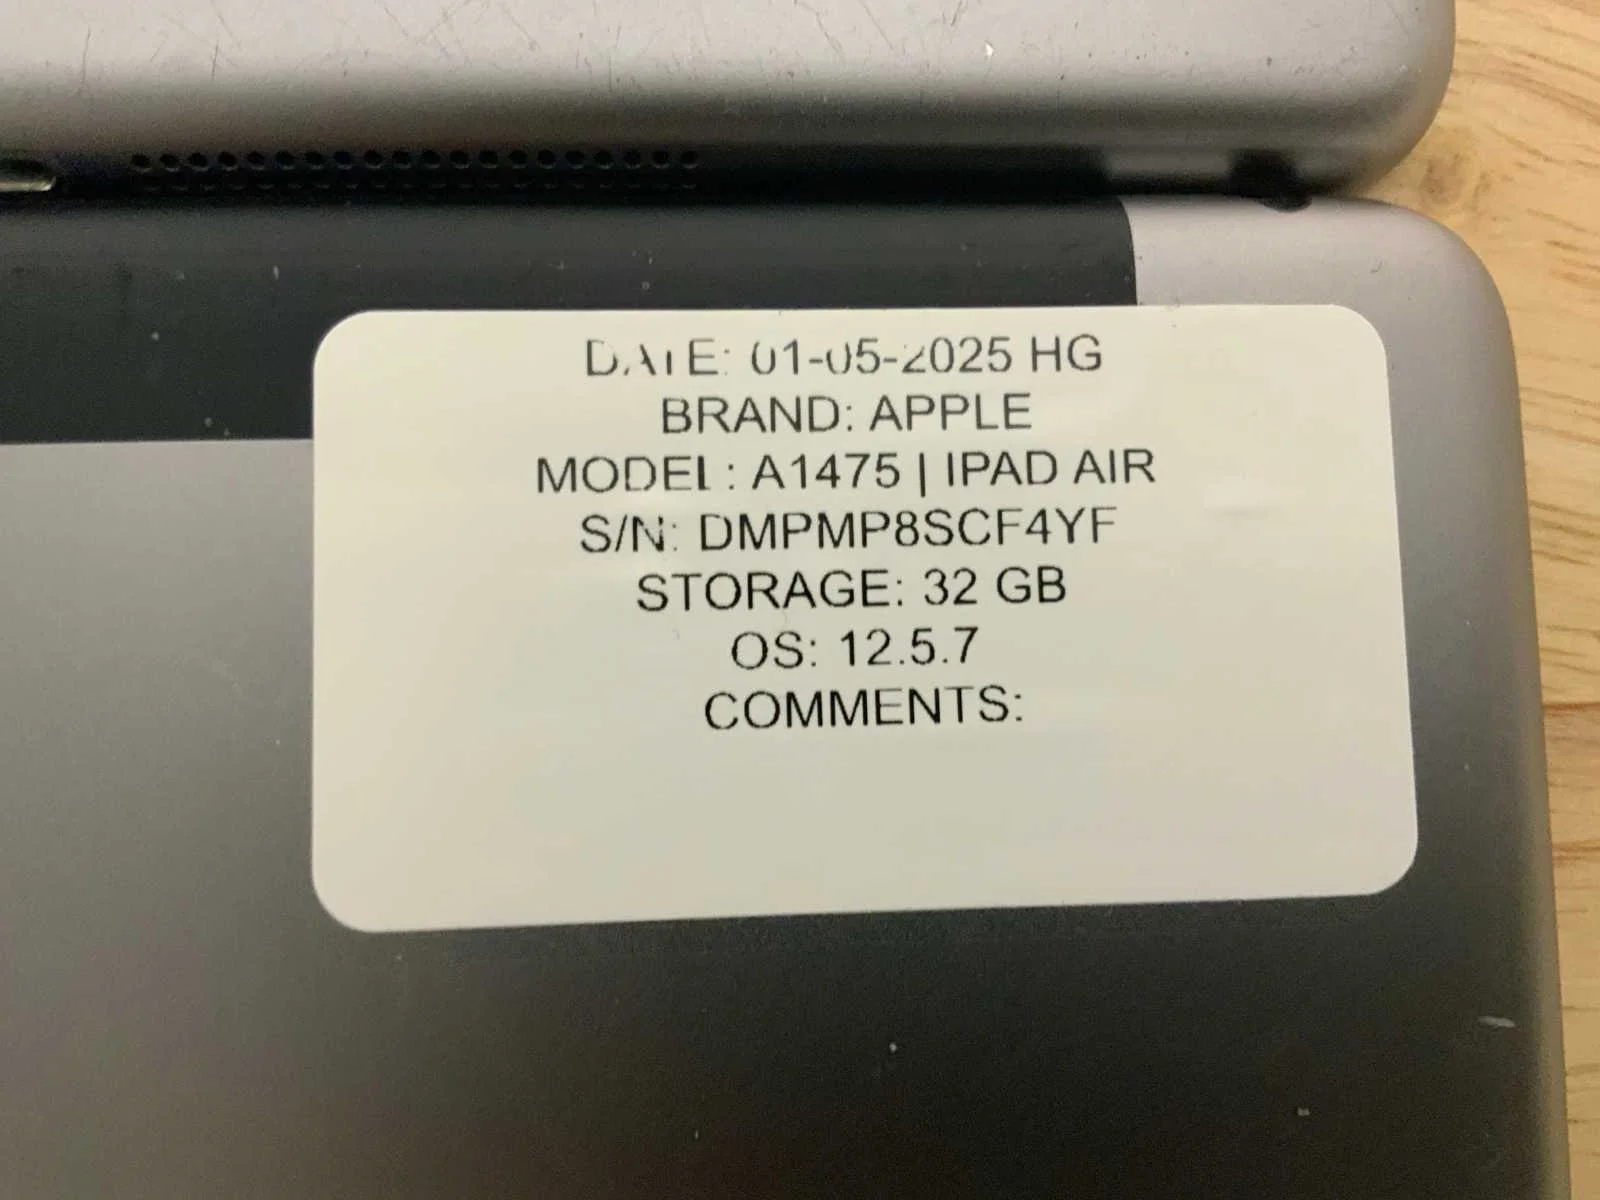 DATE: 01-05-2025 HG
BRAND: APPLE
MODEL: A1475 | IPAD AIR
S/N: DMPMP8SCF4YF
STORAGE: 32 GB
OS: 12.5.7
COMMENTS: